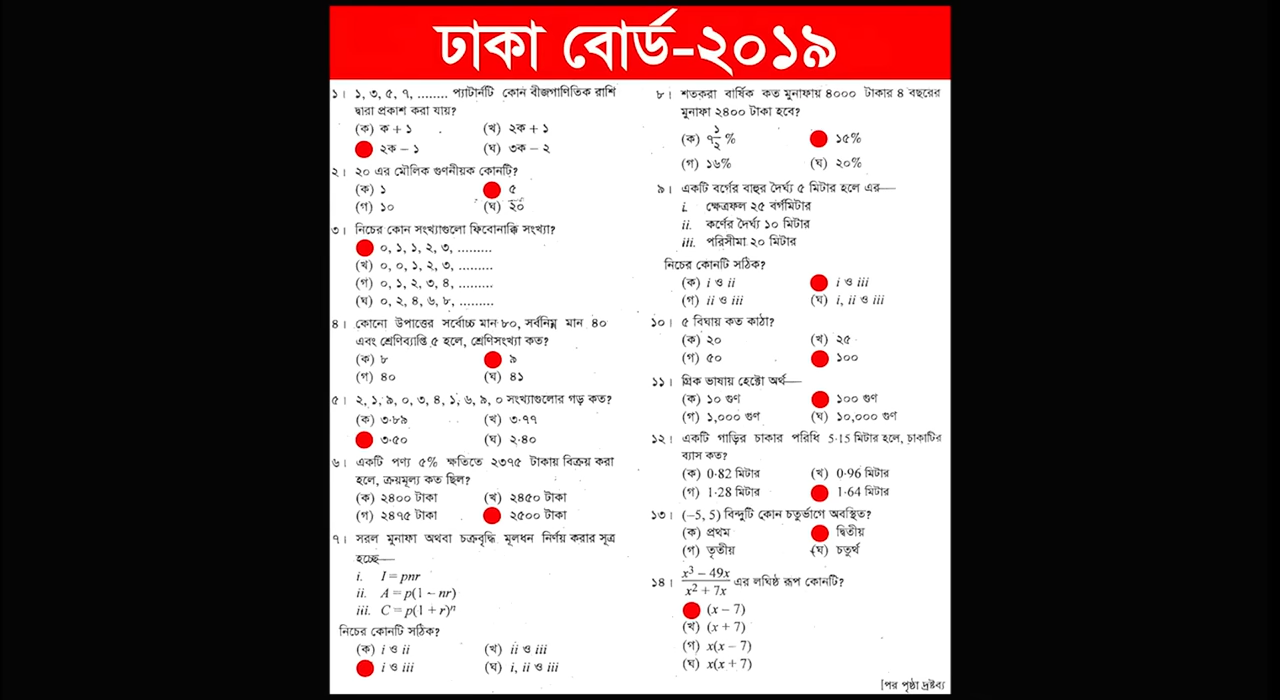 ঢাকা বোর্ড-২০১৯
১। ১, ৩, ৫, ৭, ........ প্যাটার্নটি কোন বীজগাণিতিক রাশি
দ্বারা প্রকাশ করা যায়?
(ক) ক + ১ (খ) ২ক + ১
২ক – ১ (ঘ) ৩ক – ২
২। ২০ এর মৌলিক গুণনীয়ক কোনটি?
(ক) ১ ৫
(গ) ১০ (ঘ) ২০
৩। নিচের কোন সংখ্যাগুলো ফিবোনাক্কি সংখ্যা?
০, ১, ১, ২, ৩, .........
(খ) ০, ০, ১, ২, ৩, .........
(গ) ০, ১, ২, ৩, ৪, .........
(ঘ) ০, ২, ৪, ৬, ৮, .........
৪। কোনো উপাত্তের সর্বোচ্চ মান ৮০, সর্বনিম্ন মান ৪০
এবং শ্রেণিব্যাপ্তি ৫ হলে, শ্রেণিসংখ্যা কত?
(ক) ৮ ৯
(গ) ৪০ (ঘ) ৪১
৫। ২, ১, ৯, ০, ৩, ৪, ১, ৬, ৯, ০ সংখ্যাগুলোর গড় কত?
(ক) ৩·৮৯ (খ) ৩·৭৭
৩·৫০ (ঘ) ২·৪০
৬। একটি পণ্য ৫% ক্ষতিতে ২৩৭৫ টাকায় বিক্রয় করা
হলে, ক্রয়মূল্য কত ছিল?
(ক) ২৪০০ টাকা (খ) ২৪৫০ টাকা
(গ) ২৪৭৫ টাকা ২৫০০ টাকা
৭। সরল মুনাফা অথবা চক্রবৃদ্ধি মূলধন নির্ণয় করার সূত্র
হচ্ছে—
i. I = pnr
ii. A = p(1 – nr)
iii. C = p(1 + r)ⁿ
নিচের কোনটি সঠিক?
(ক) i ও ii (খ) ii ও iii
i ও iii (ঘ) i, ii ও iii
৮। শতকরা বার্ষিক কত মুনাফায় ৪০০০ টাকার ৪ বছরের
মুনাফা ২৪০০ টাকা হবে?
(ক) ৭ ১/২ % ১৫%
(গ) ১৬% (ঘ) ২০%
৯। একটি বর্গের বাহুর দৈর্ঘ্য ৫ মিটার হলে এর—
i. ক্ষেত্রফল ২৫ বর্গমিটার
ii. কর্ণের দৈর্ঘ্য ১০ মিটার
iii. পরিসীমা ২০ মিটার
নিচের কোনটি সঠিক?
(ক) i ও ii i ও iii
(গ) ii ও iii (ঘ) i, ii ও iii
১০। ৫ বিঘায় কত কাঠা?
(ক) ২০ (খ) ২৫
(গ) ৫০ ১০০
১১। গ্রিক ভাষায় হেক্টো অর্থ—
(ক) ১০ গুণ ১০০ গুণ
(গ) ১,০০০ গুণ (ঘ) ১০,০০০ গুণ
১২। একটি গাড়ির চাকার পরিধি 5·15 মিটার হলে, চাকাটির
ব্যাস কত?
(ক) 0·82 মিটার (খ) 0·96 মিটার
(গ) 1·28 মিটার 1·64 মিটার
১৩। (–5, 5) বিন্দুটি কোন চতুর্ভাগে অবস্থিত?
(ক) প্রথম দ্বিতীয়
(গ) তৃতীয় (ঘ) চতুর্থ
১৪। (x³ – 49x)/(x² + 7x) এর লঘিষ্ঠ রূপ কোনটি?
(x – 7)
(খ) (x + 7)
(গ) x(x – 7)
(ঘ) x(x + 7)
[পর পৃষ্ঠা দ্রষ্টব্য